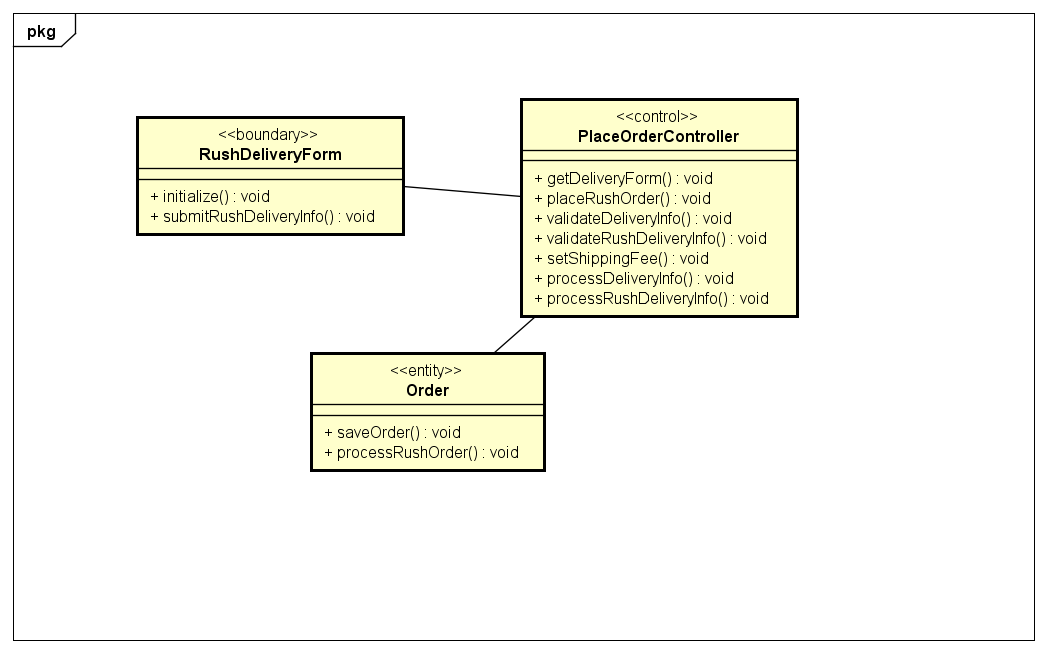 pkg
<<boundary>>
RushDeliveryForm
+ initialize() : void
+ submitRushDeliveryInfo() : void
<<control>>
PlaceOrderController
+ getDeliveryForm() : void
+ placeRushOrder() : void
+ validateDeliveryInfo() : void
+ validateRushDeliveryInfo() : void
+ setShippingFee() : void
+ processDeliveryInfo() : void
+ processRushDeliveryInfo() : void
<<entity>>
Order
+ saveOrder() : void
+ processRushOrder() : void